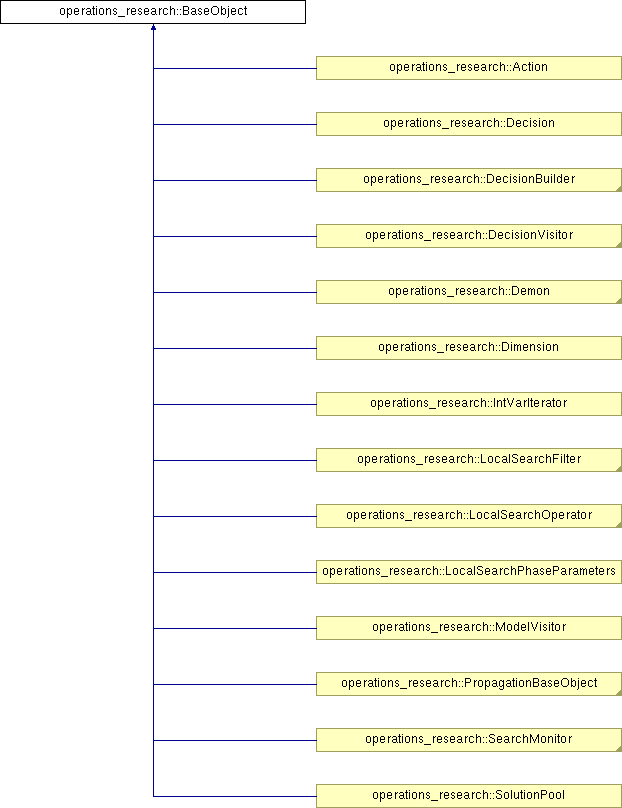 operations_research::BaseObject
operations_research::Action
operations_research::Decision
operations_research::DecisionBuilder
operations_research::DecisionVisitor
operations_research::Demon
operations_research::Dimension
operations_research::IntVarIterator
operations_research::LocalSearchFilter
operations_research::LocalSearchOperator
operations_research::LocalSearchPhaseParameters
operations_research::ModelVisitor
operations_research::PropagationBaseObject
operations_research::SearchMonitor
operations_research::SolutionPool